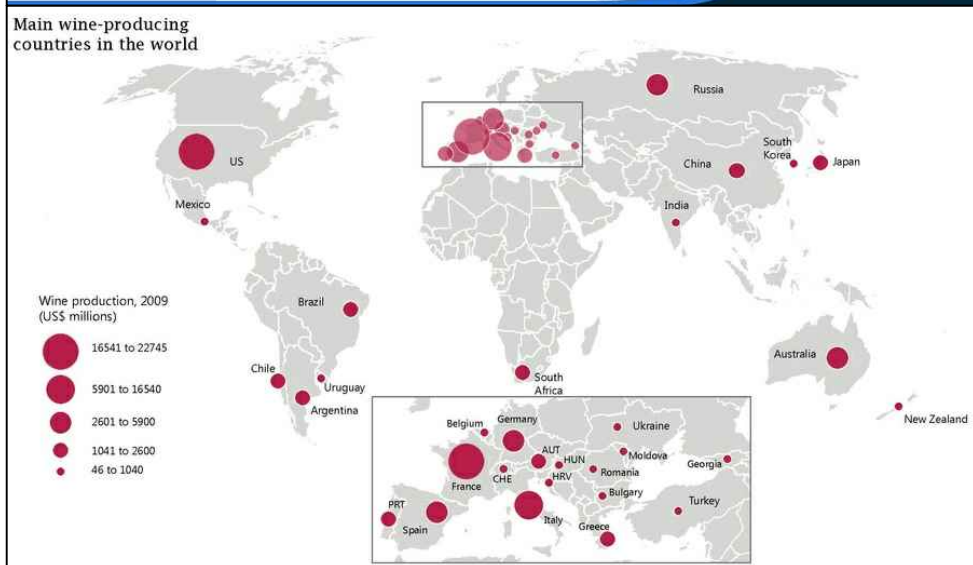 Main wine-producing
countries in the world
Russia
US
South
Korea
China
Japan
Mexico
India
Wine production, 2009
(US$ millions)
16541 to 22745
5901 to 16540
2601 to 5900
1041 to 2600
46 to 1040
Brazil
Chile
Uruguay
Argentina
South
Africa
Australia
New Zealand
Belgium
Germany
Ukraine
AUT
HUN
Moldova
Georgia
France
CHE
HRV
Romania
Bulgary
Turkey
PRT
Spain
Italy
Greece